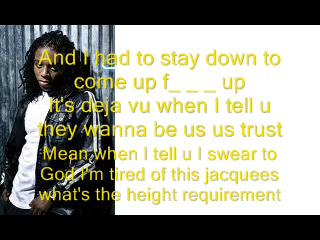 And I had to stay down to
come up f_ _ _ up
It's deja vu when I tell u
they wanna be us us trust
Mean when I tell u I swear to
God I'm tired of this jacquees
what's the height requirement